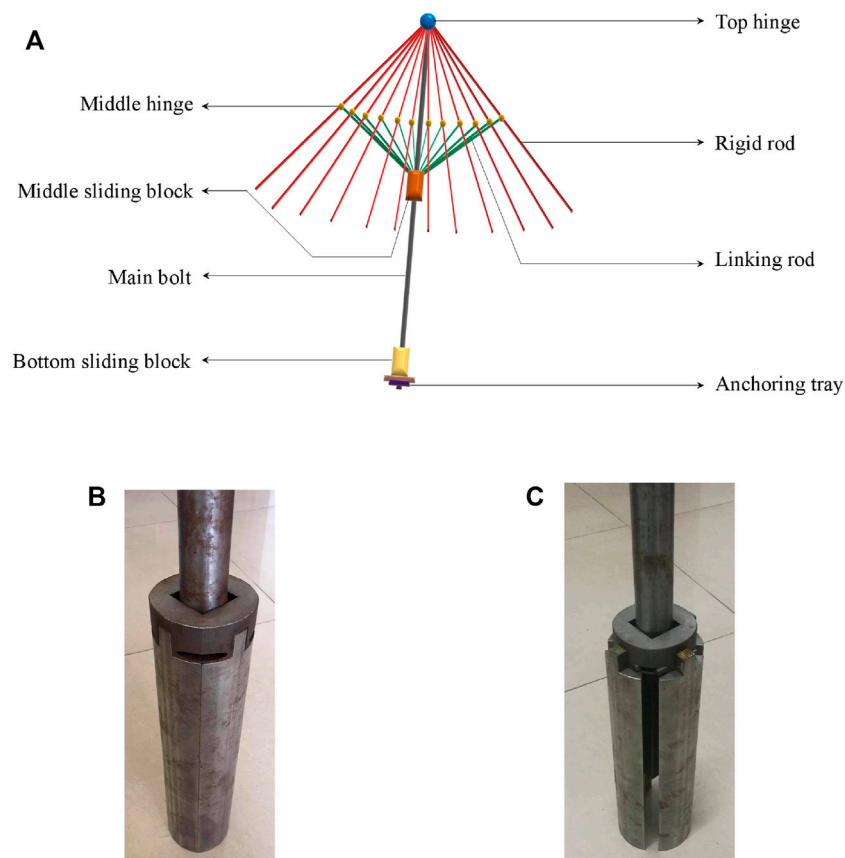 A
Top hinge
Middle hinge
Rigid rod
Middle sliding block
Linking rod
Main bolt
Bottom sliding block
Anchoring tray
B
C